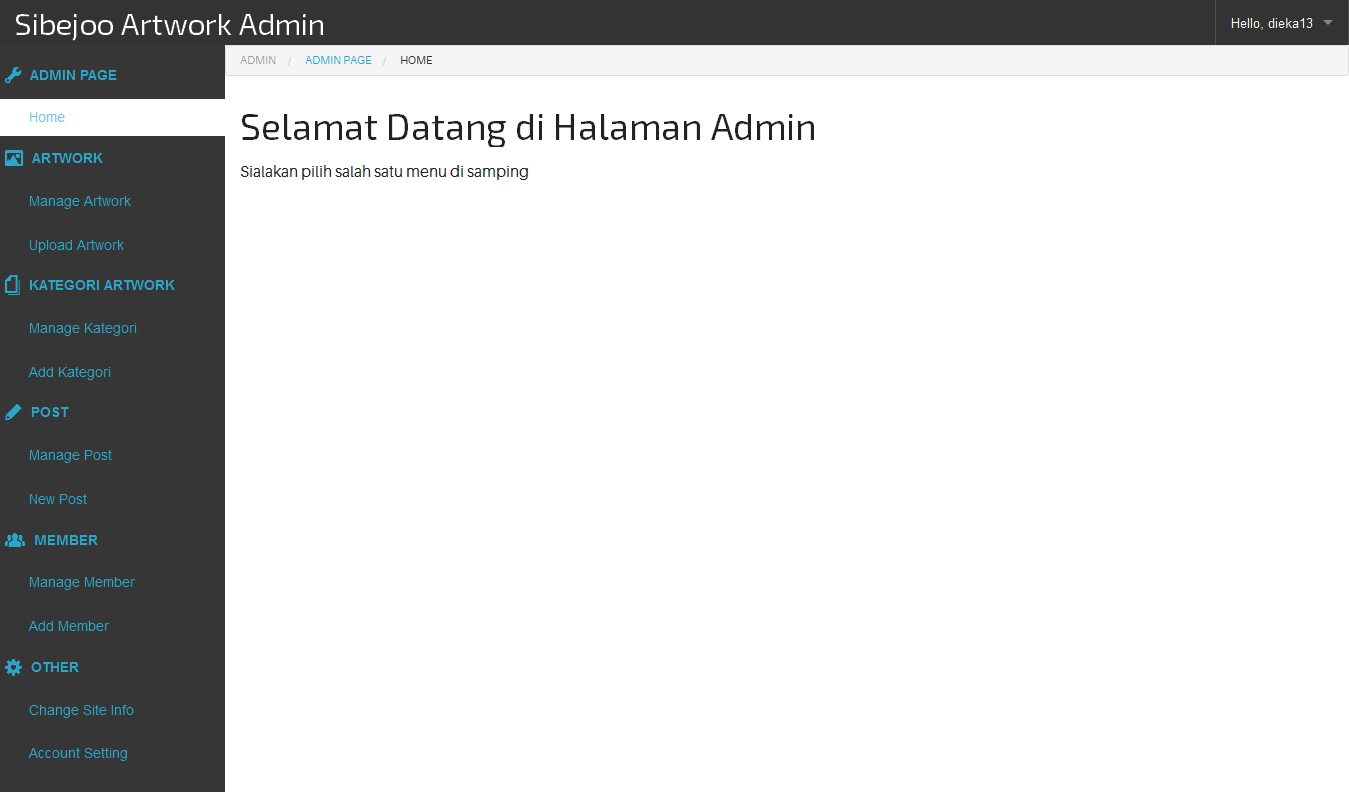 Sibejoo Artwork Admin
Hello, dieka13
ADMIN PAGE
Home
ARTWORK
Manage Artwork
Upload Artwork
KATEGORI ARTWORK
Manage Kategori
Add Kategori
POST
Manage Post
New Post
MEMBER
Manage Member
Add Member
OTHER
Change Site Info
Account Setting
ADMIN / ADMIN PAGE / HOME
Selamat Datang di Halaman Admin
Sialakan pilih salah satu menu di samping